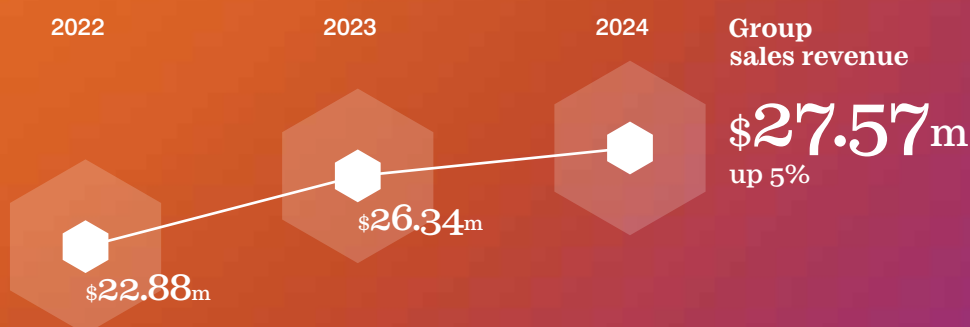 2022
2023
2024
Group
sales revenue
$27.57m
up 5%
$26.34m
$22.88m